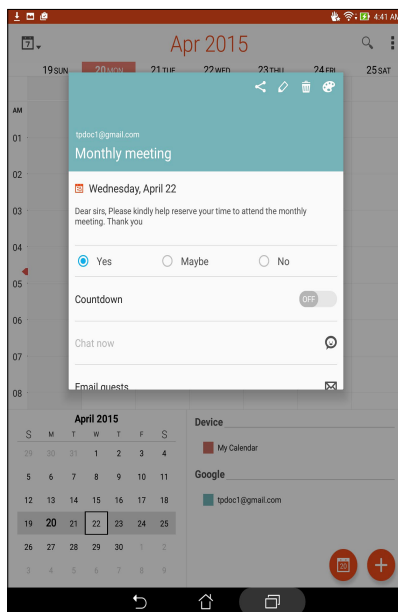 4:41 AM
7
Apr 2015
19 SUN 20 MON 21 TUE 22 WED 23 THU 24 FRI 25 SAT
AM
01
02
03
04
05
06
07
08
tpdoc1@gmail.com
Monthly meeting
Wednesday, April 22
Dear sirs, Please kindly help reserve your time to attend the monthly
meeting. Thank you
Yes Maybe No
Countdown OFF
Chat now
Email guests
April 2015
S M T W T F S
29 30 31 1 2 3 4
5 6 7 8 9 10 11
12 13 14 15 16 17 18
19 20 21 22 23 24 25
26 27 28 29 30 1 2
3 4 5 6 7 8 9
Device
My Calendar
Google
tpdoc1@gmail.com
20